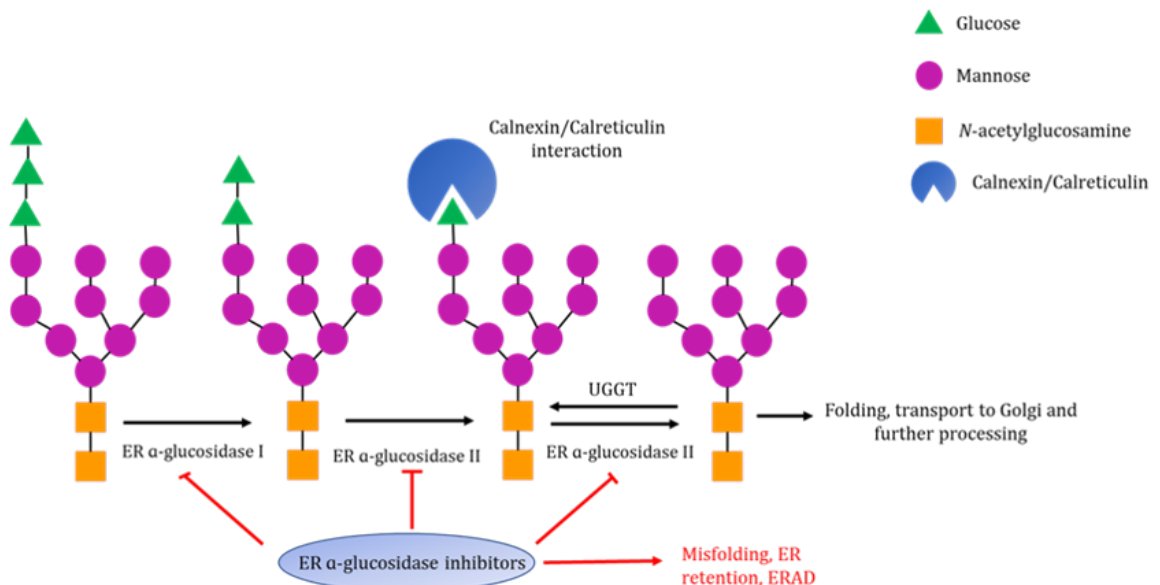 Glucose
Mannose
N-acetylglucosamine
Calnexin/Calreticulin
Calnexin/Calreticulin
interaction
UGGT
ER α-glucosidase I
ER α-glucosidase II
ER α-glucosidase II
Folding, transport to Golgi and
further processing
ER α-glucosidase inhibitors
Misfolding, ER
retention, ERAD